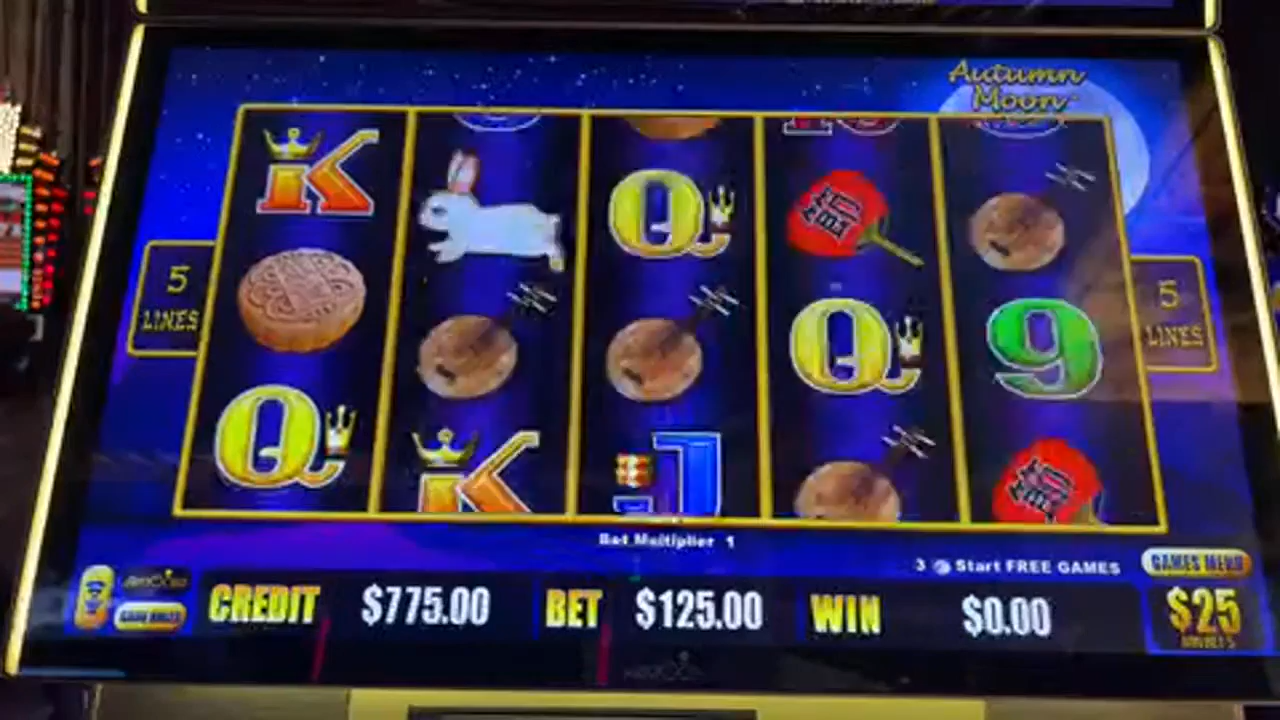 Autumn
Moon
K
Q
9
Q
Q
K
J
5
LINES
5
LINES
Bet Multiplier 1
3 Start FREE GAMES
GAMES MENU
CREDIT $775.00 BET $125.00 WIN $0.00 $25